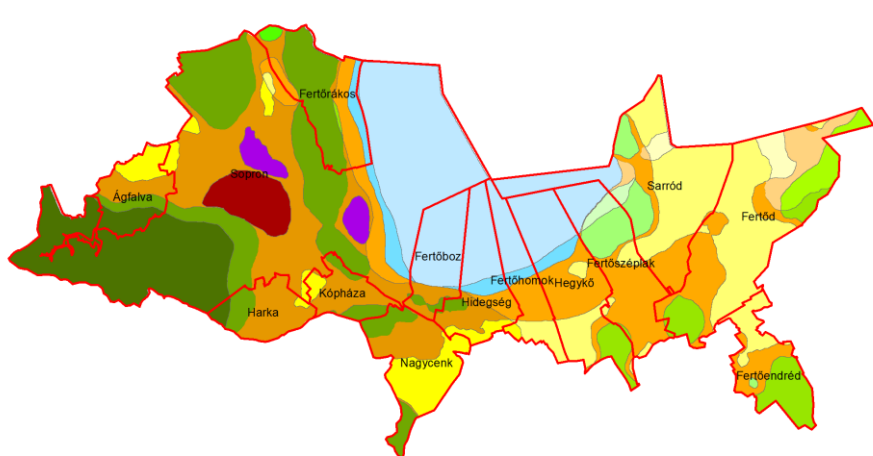 Fertőrákos
Sopron
Ágfalva
Sarród
Fertőd
Fertőboz
Fertőszéplak
Fertőhomok
Hegykő
Kópháza
Hidegség
Harka
Nagycenk
Fertőendréd